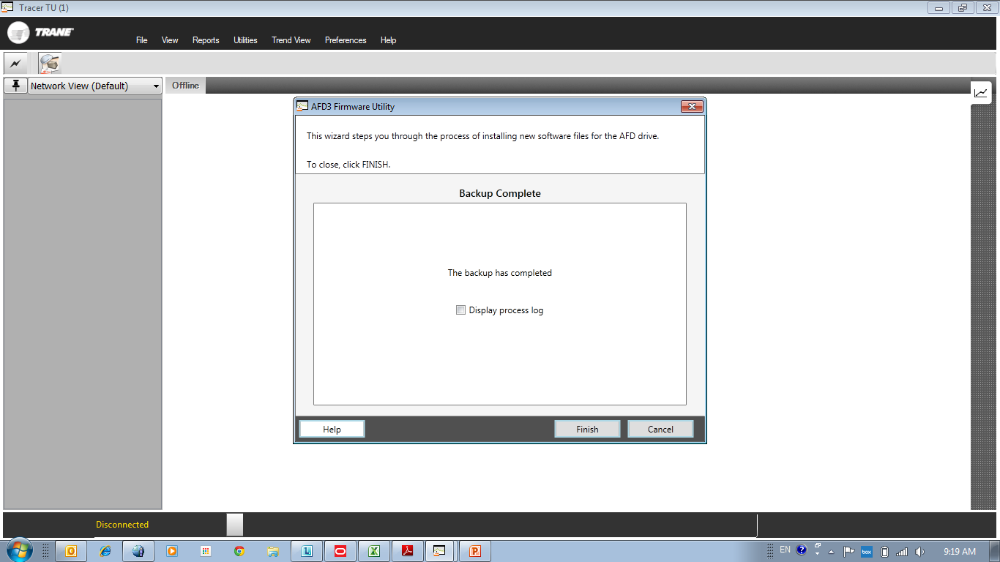 Tracer TU (1)
TRANE
File View Reports Utilities Trend View Preferences Help
Network View (Default)
Offline
AFD3 Firmware Utility
This wizard steps you through the process of installing new software files for the AFD drive.
To close, click FINISH.
Backup Complete
The backup has completed
Display process log
Help
Finish
Cancel
Disconnected
EN
box
9:19 AM